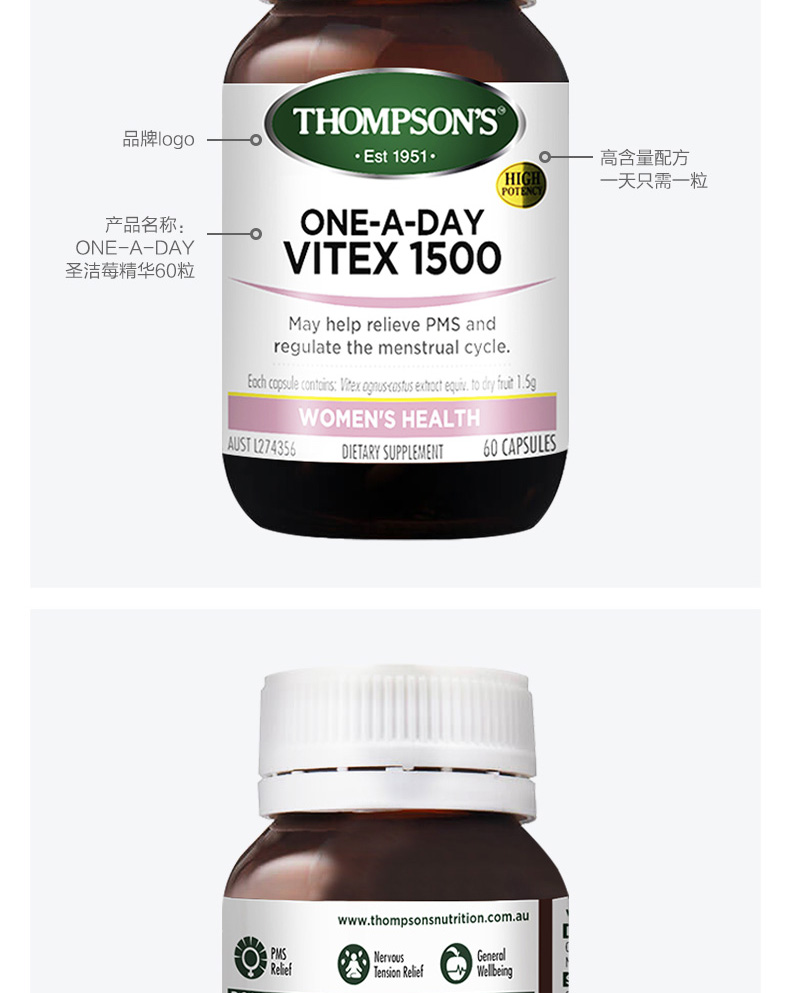 THOMPSON'S
• Est 1951 •
品牌logo
高含量配方
一天只需一粒
HIGH
POTENCY
产品名称：
ONE-A-DAY
圣洁莓精华60粒
ONE-A-DAY
VITEX 1500
May help relieve PMS and
regulate the menstrual cycle.
Each capsule contains: Vitex agnus-castus extract equiv. to dry fruit 1.5g
WOMEN'S HEALTH
AUST L274356
DIETARY SUPPLEMENT
60 CAPSULES
www.thompsonsnutrition.com.au
PMS
Relief
Nervous
Tension Relief
General
Wellbeing